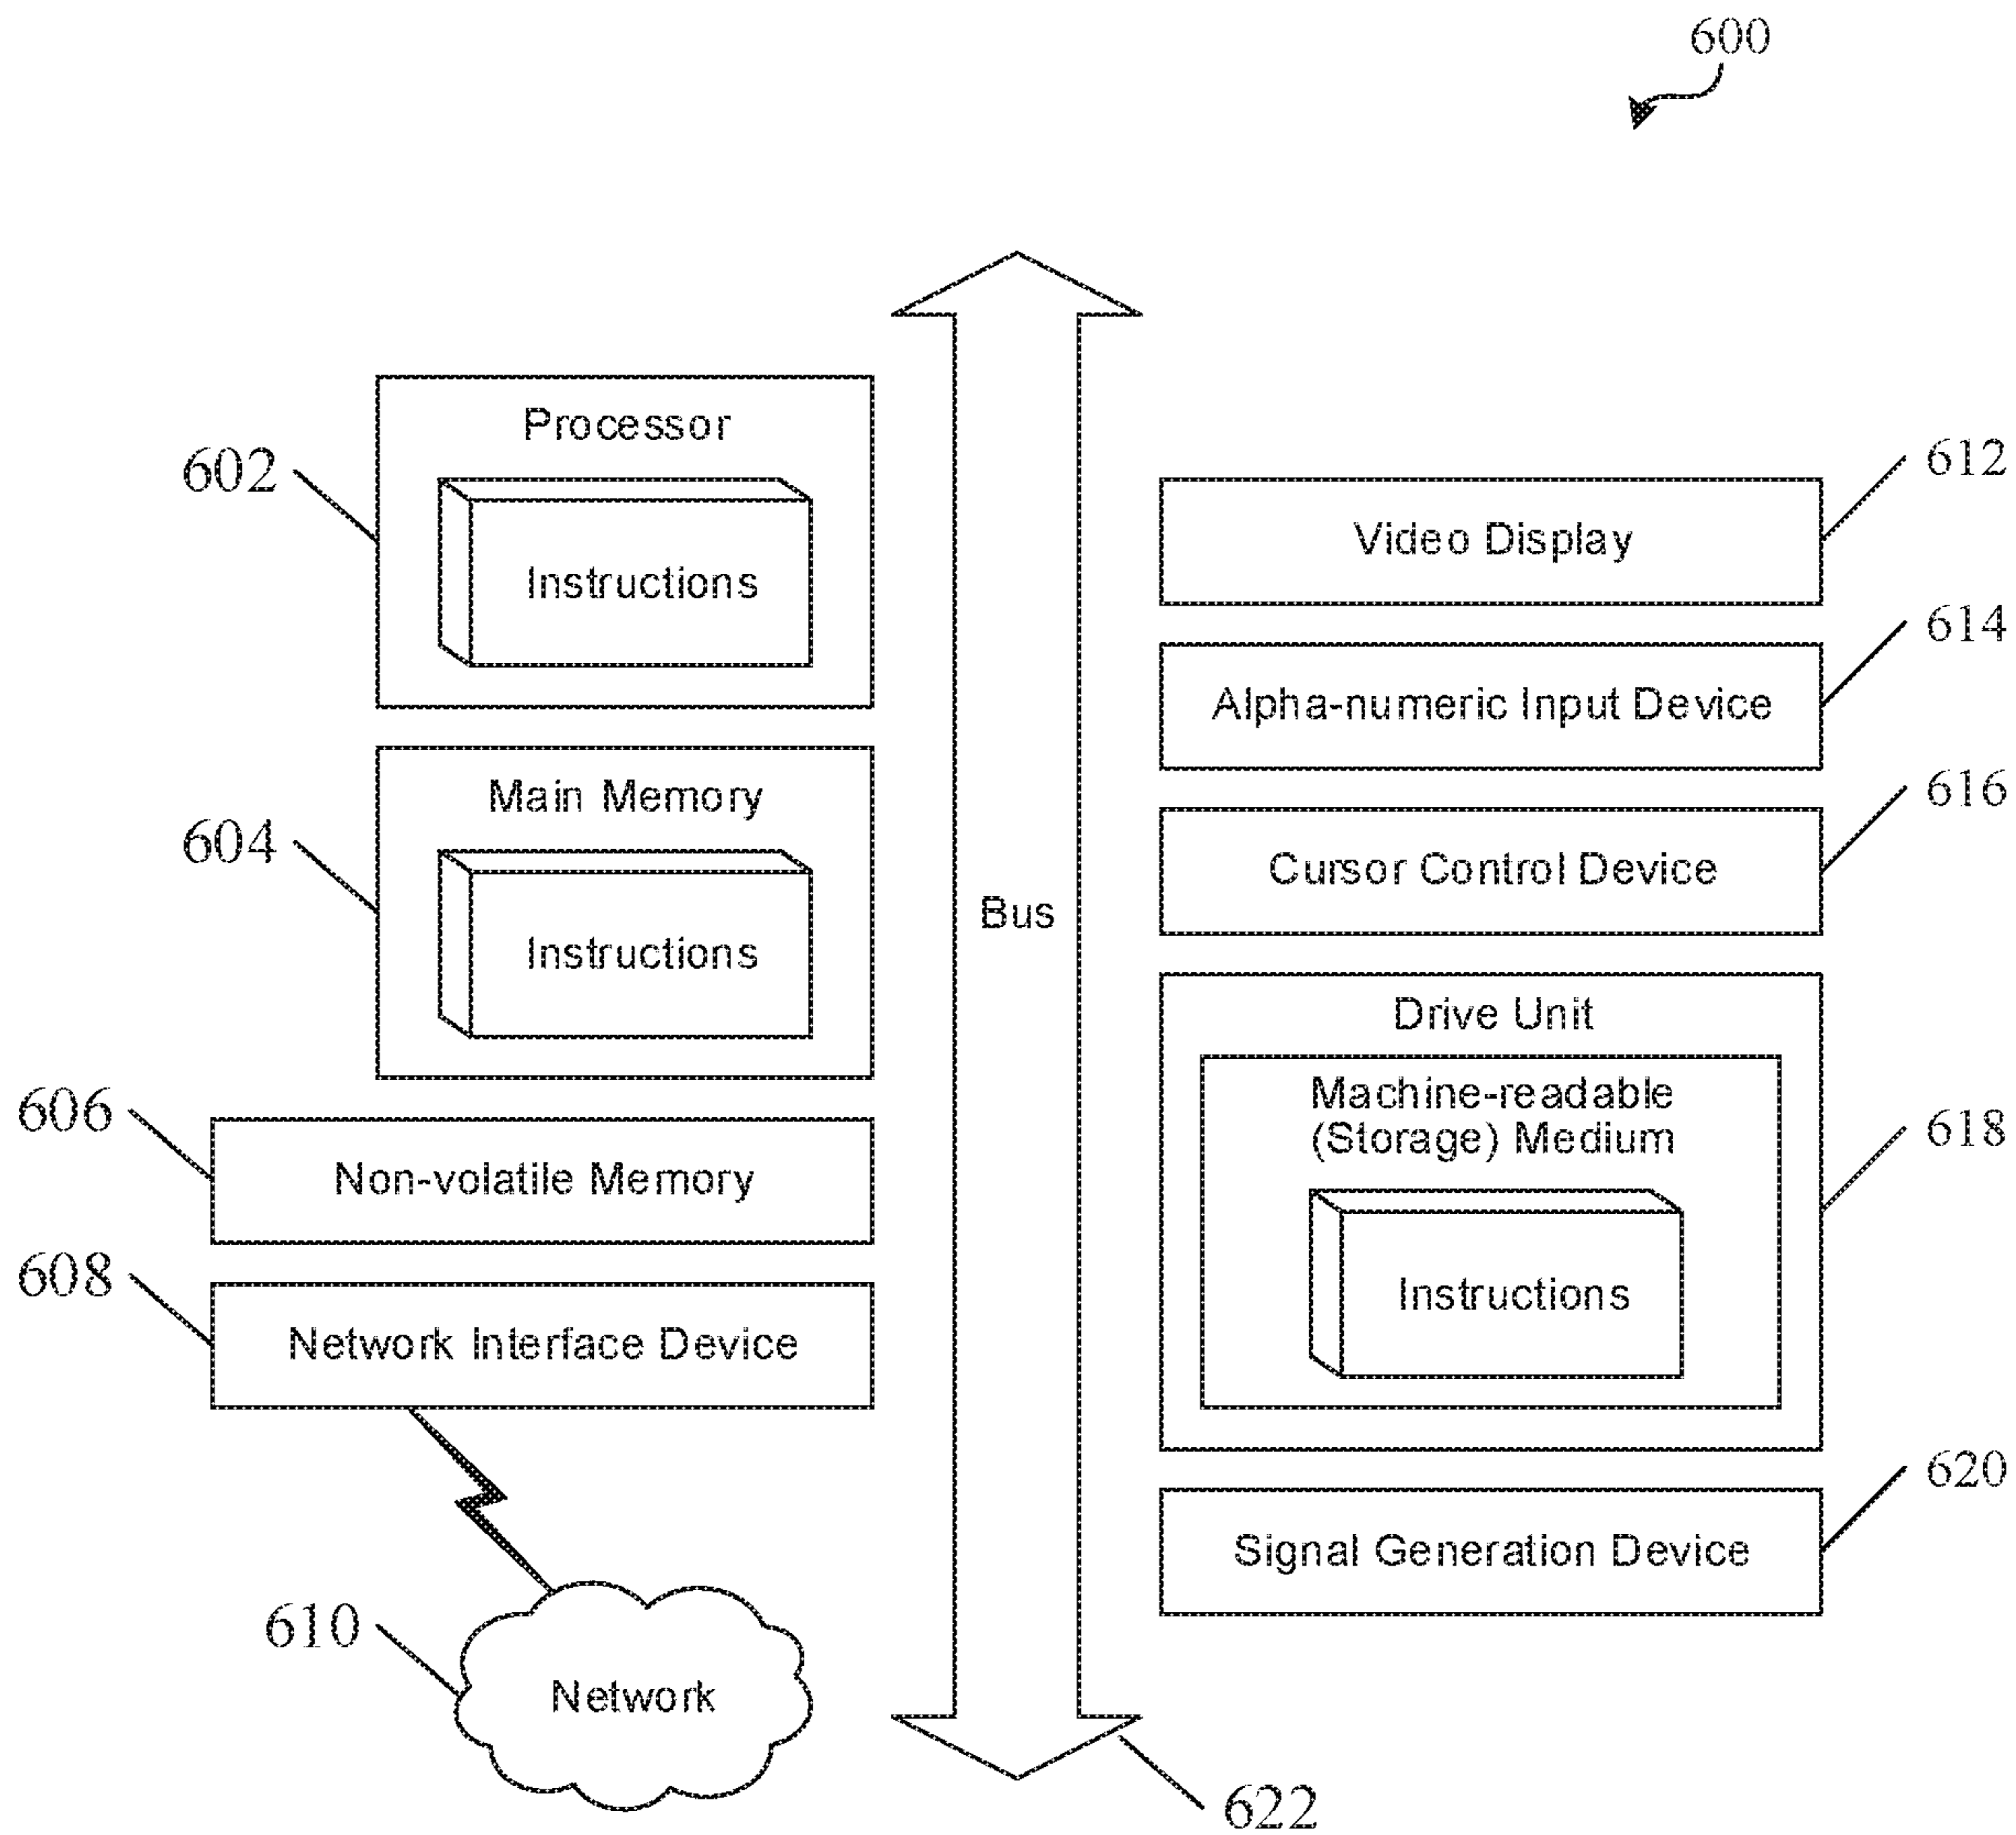 600
Processor
602
Instructions
Main Memory
604
Instructions
606
Non-volatile Memory
608
Network Interface Device
610
Network
Bus
622
612
Video Display
614
Alpha-numeric Input Device
616
Cursor Control Device
Drive Unit
Machine-readable
(Storage) Medium
618
Instructions
620
Signal Generation Device